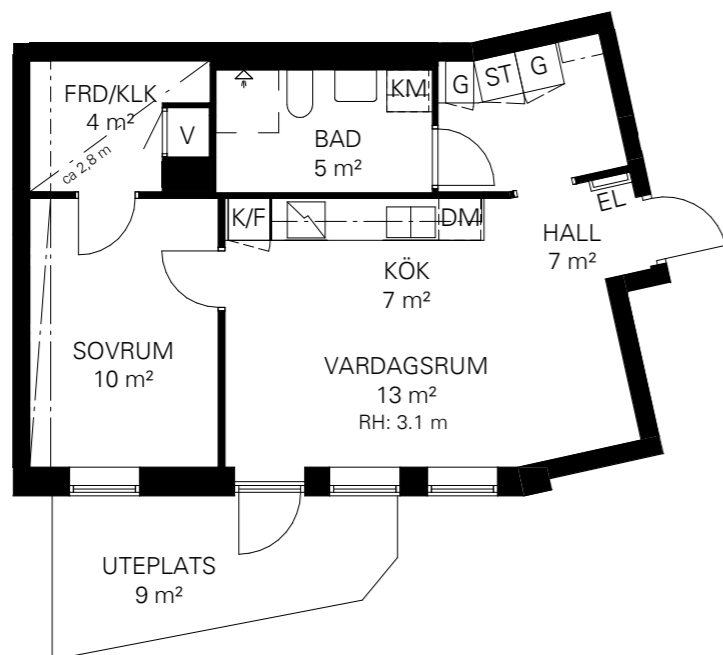 FRD/KLK
4 m²
ca 2,8 m
V
BAD
5 m²
KM
G
ST
G
EL
HALL
7 m²
K/F
DM
KÖK
7 m²
SOVRUM
10 m²
VARDAGSRUM
13 m²
RH: 3.1 m
UTEPLATS
9 m²